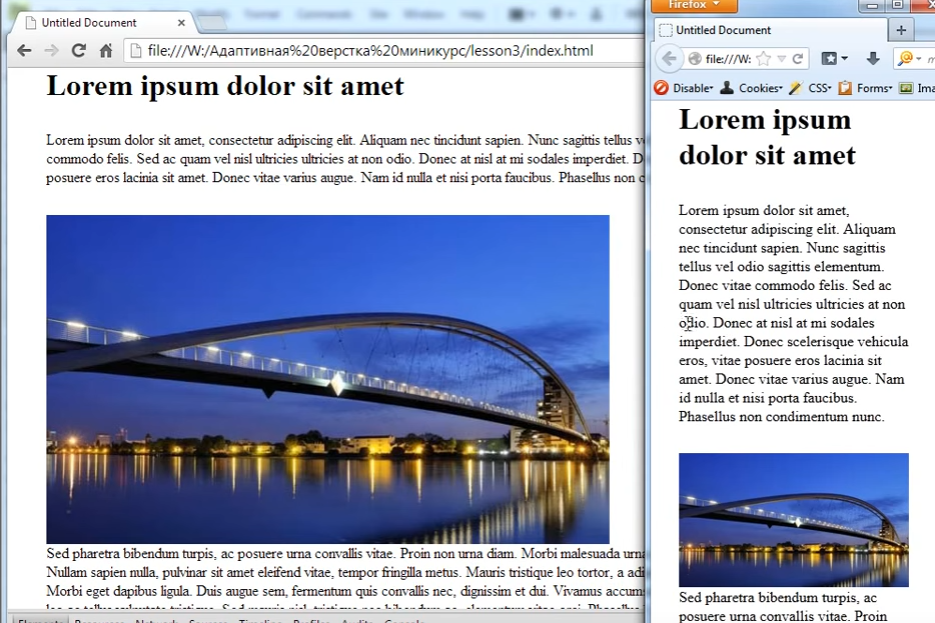 Firefox
Untitled Document
Untitled Document
file:///W:/Адаптивная%20верстка%20миникурс/lesson3/index.html
file:///W:
Disable
Cookies
CSS
Forms
Lorem ipsum dolor sit amet
Lorem ipsum dolor sit amet, consectetur adipiscing elit. Aliquam nec tincidunt sapien. Nunc sagittis tellus v
commodo felis. Sed ac quam vel nisl ultricies ultricies at non odio. Donec at nisl at mi sodales imperdiet. D
posuere eros lacinia sit amet. Donec vitae varius augue. Nam id nulla et nisi porta faucibus. Phasellus non c
Sed pharetra bibendum turpis, ac posuere urna convallis vitae. Proin non urna diam. Morbi malesuada urna
Nullam sapien nulla, pulvinar sit amet eleifend vitae, tempor fringilla metus. Mauris tristique leo tortor, a adi
Morbi eget dapibus ligula. Duis augue sem, fermentum quis convallis nec, dignissim et dui. Vivamus accum
Lorem ipsum
dolor sit amet
Lorem ipsum dolor sit amet,
consectetur adipiscing elit. Aliquam
nec tincidunt sapien. Nunc sagittis
tellus vel odio sagittis elementum.
Donec vitae commodo felis. Sed ac
quam vel nisl ultricies ultricies at non
odio. Donec at nisl at mi sodales
imperdiet. Donec scelerisque vehicula
eros, vitae posuere eros lacinia sit
amet. Donec vitae varius augue. Nam
id nulla et nisi porta faucibus.
Phasellus non condimentum nunc.
Sed pharetra bibendum turpis, ac
posuere urna convallis vitae. Proin